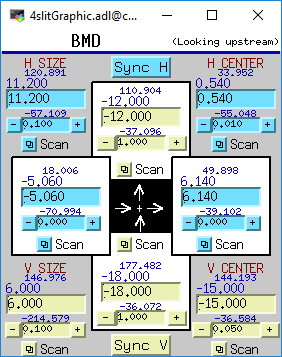 4slitGraphic.adl@c...
BMD
(Looking upstream)
H SIZE
120.891
11.200
11.200
-57.109
0.100
Scan
Sync H
110.904
-12.000
-12.000
-37.096
1.000
Scan
H CENTER
33.952
0.540
0.540
-55.048
0.010
Scan
18.006
-5.060
-5.060
-70.994
0.000
Scan
49.898
6.140
6.140
-39.102
0.000
Scan
V SIZE
146.976
6.000
6.000
-214.579
0.100
Scan
177.482
-18.000
-18.000
-36.072
1.000
Sync V
V CENTER
144.193
-15.000
-15.000
-36.584
0.050
Scan